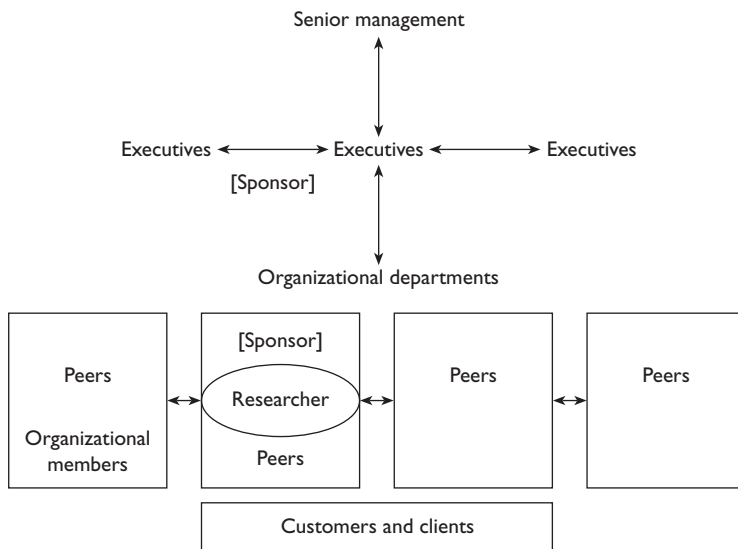 Senior management
Executives Executives Executives
[Sponsor]
Organizational departments
[Sponsor]
Peers Peers Peers
Researcher
Organizational
members
Peers
Customers and clients